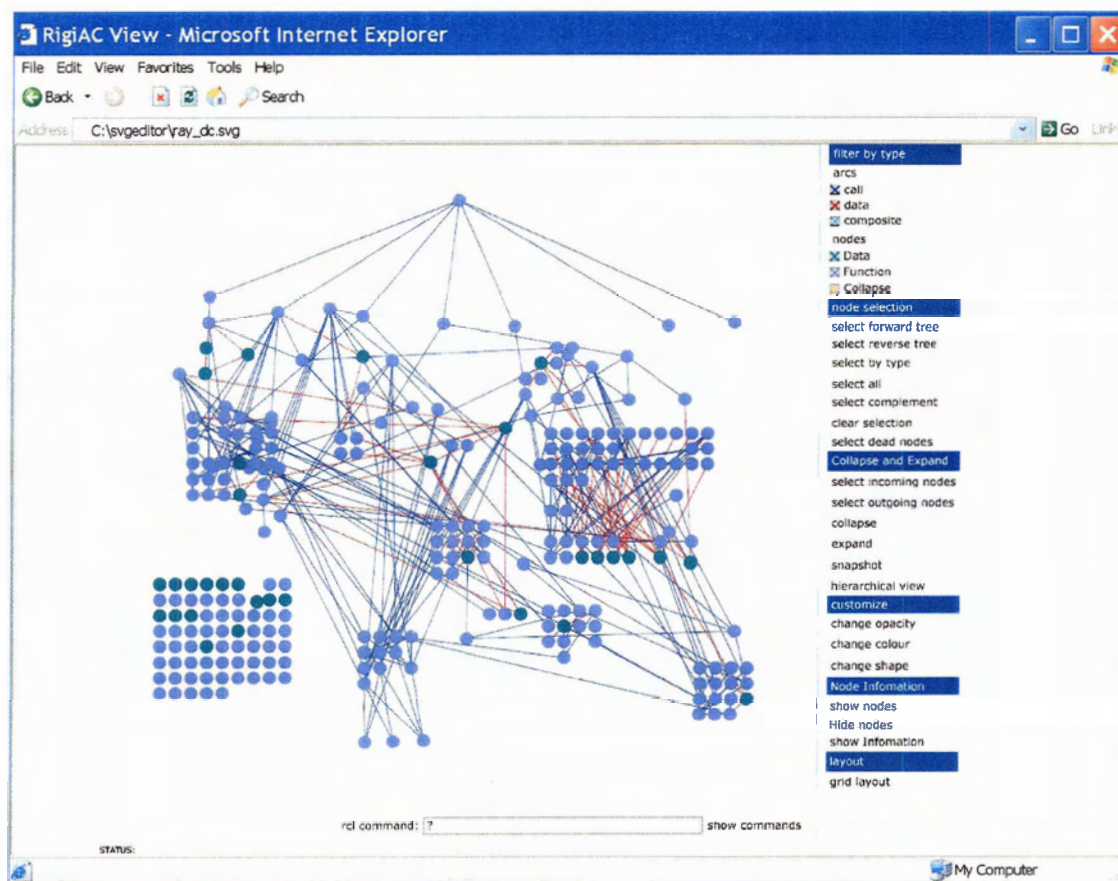 RigiAC View - Microsoft Internet Explorer
File Edit View Favorites Tools Help
Back Search
Address C:\svgeditor\ray_dc.svg Go Link
filter by type
arcs
call
data
composite
nodes
Data
Function
Collapse
node selection
select forward tree
select reverse tree
select by type
select all
select complement
clear selection
select dead nodes
Collapse and Expand
select incoming nodes
select outgoing nodes
collapse
expand
snapshot
hierarchical view
customize
change opacity
change colour
change shape
Node Infomation
show nodes
Hide nodes
show Infomation
layout
grid layout
rcl command: ? show commands
STATUS:
My Computer